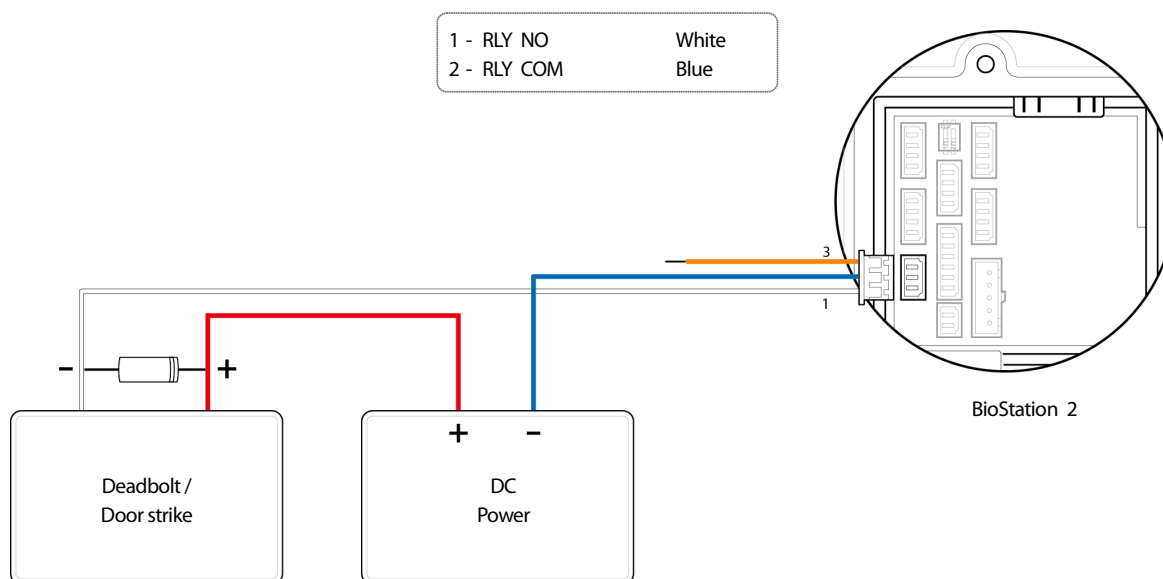 1 - RLY NO White
2 - RLY COM Blue
3
1
- +
+ -
BioStation 2
Deadbolt /
Door strike
DC
Power